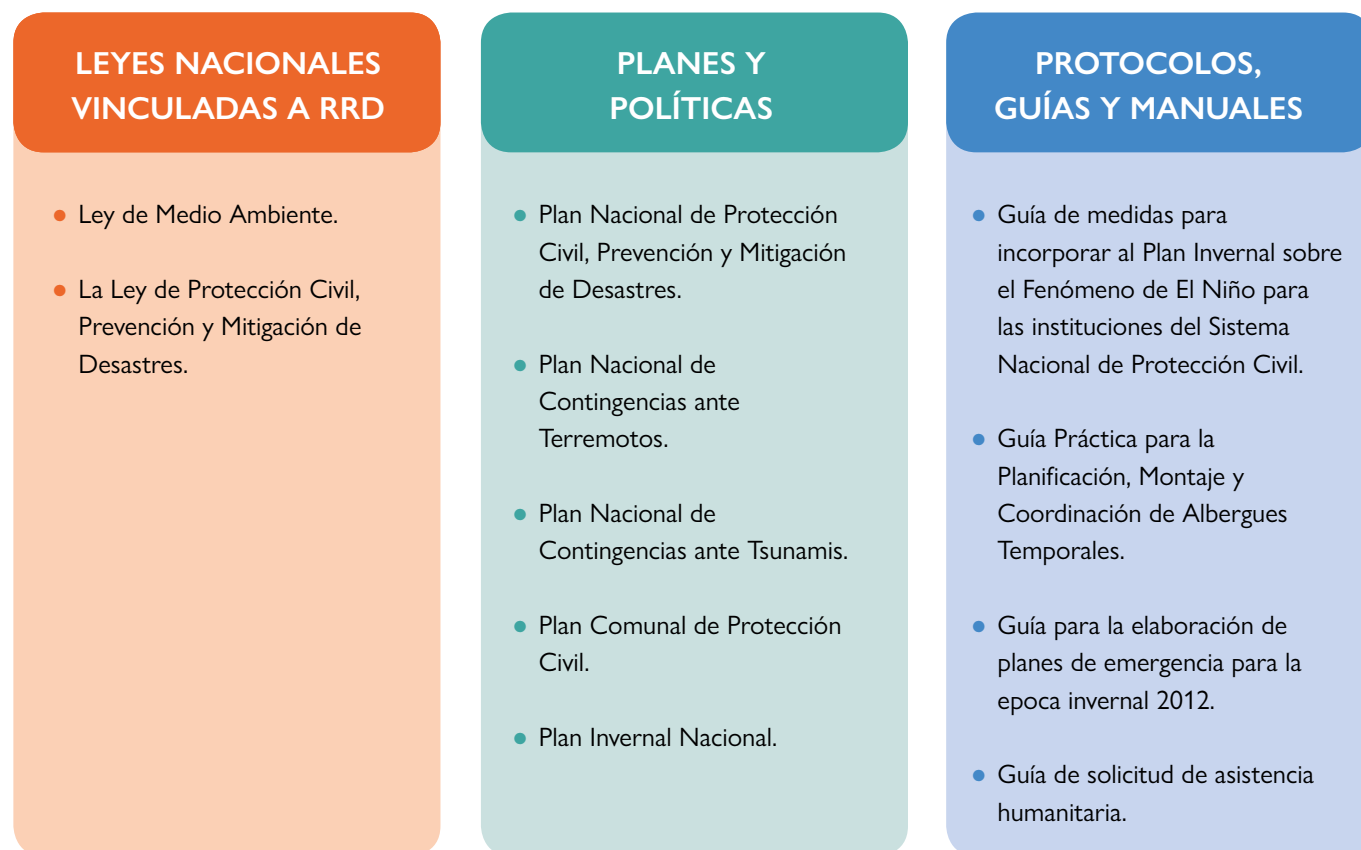 LEYES NACIONALES
VINCULADAS A RRD
● Ley de Medio Ambiente.
● La Ley de Protección Civil,
Prevención y Mitigación de
Desastres.
PLANES Y
POLÍTICAS
● Plan Nacional de Protección
Civil, Prevención y Mitigación
de Desastres.
● Plan Nacional de
Contingencias ante
Terremotos.
● Plan Nacional de
Contingencias ante Tsunamis.
● Plan Comunal de Protección
Civil.
● Plan Invernal Nacional.
PROTOCOLOS,
GUÍAS Y MANUALES
● Guía de medidas para
incorporar al Plan Invernal sobre
el Fenómeno de El Niño para
las instituciones del Sistema
Nacional de Protección Civil.
● Guía Práctica para la
Planificación, Montaje y
Coordinación de Albergues
Temporales.
● Guía para la elaboración de
planes de emergencia para la
epoca invernal 2012.
● Guía de solicitud de asistencia
humanitaria.